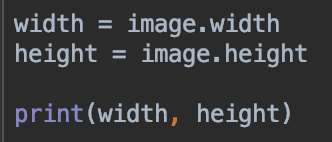 width = image.width
height = image.height
print(width, height)